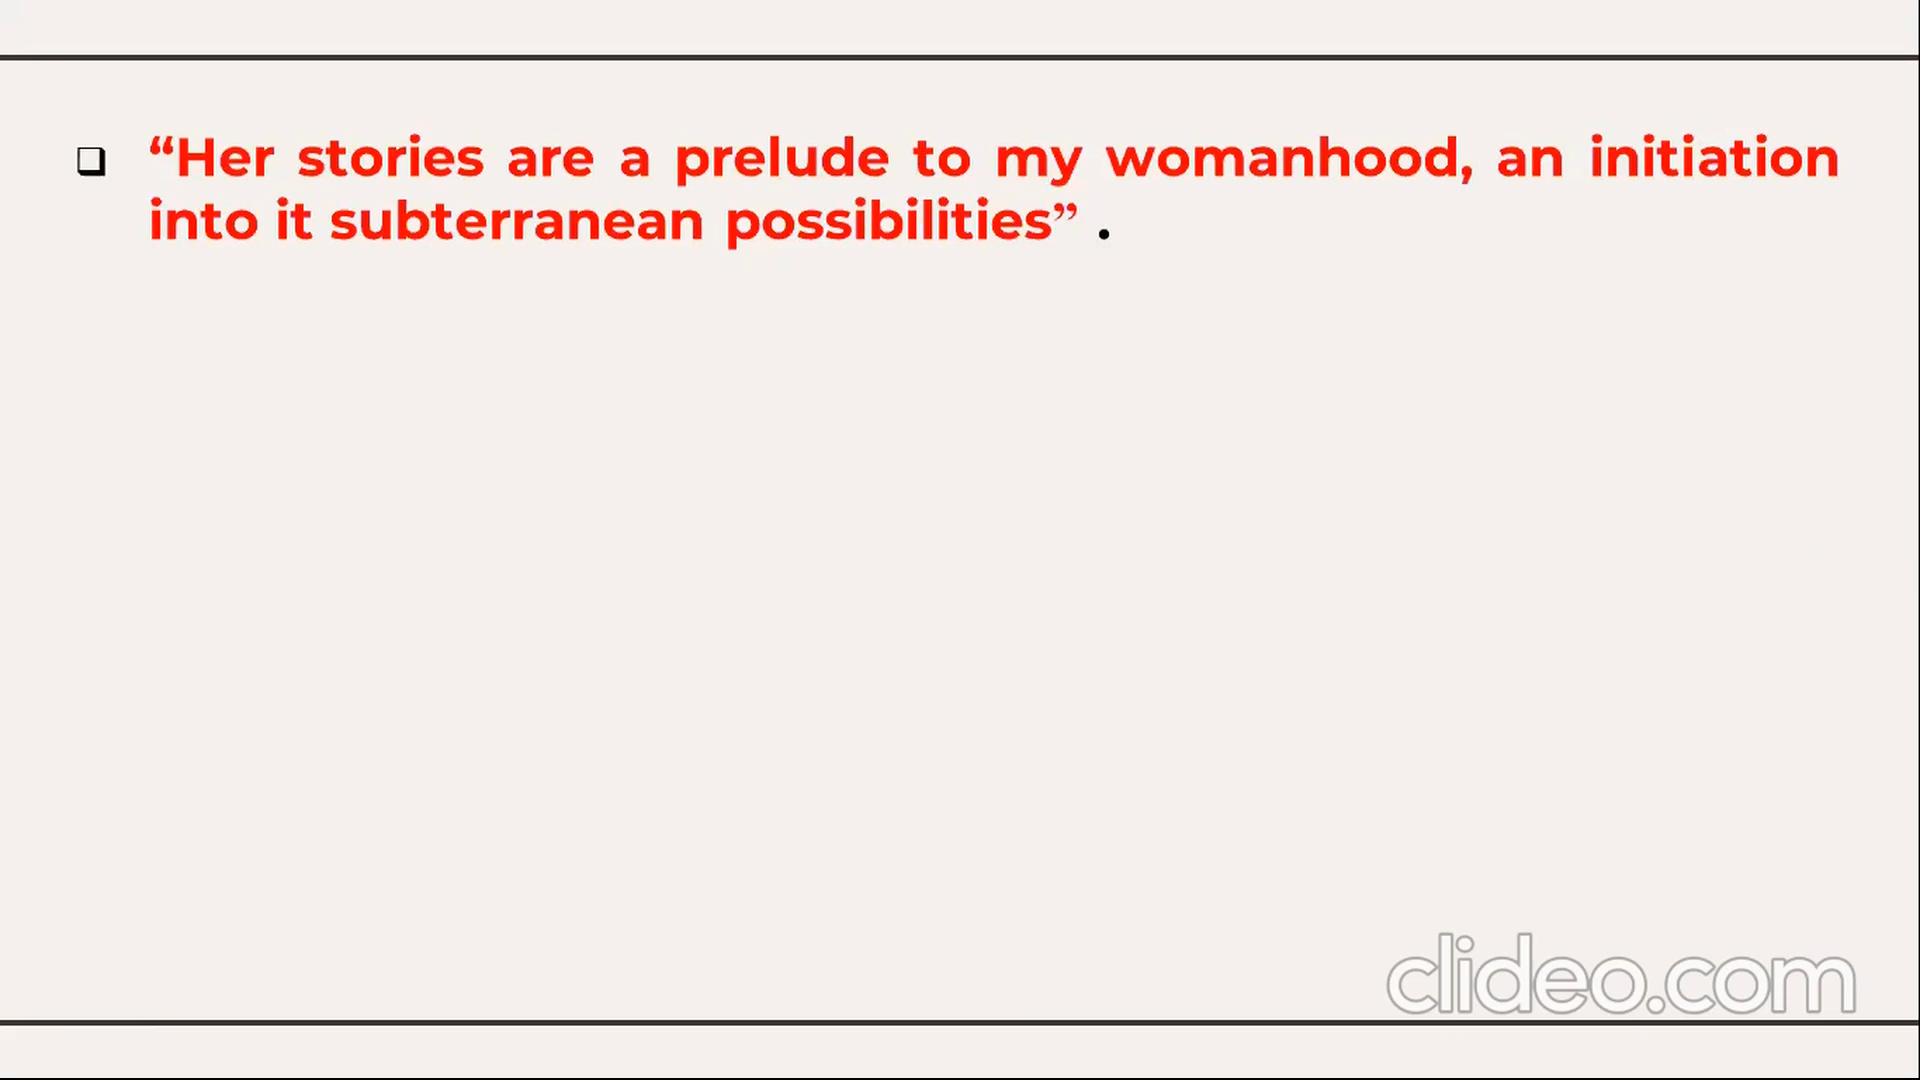 ❑ “Her stories are a prelude to my womanhood, an initiation
into it subterranean possibilities” .
clideo.com